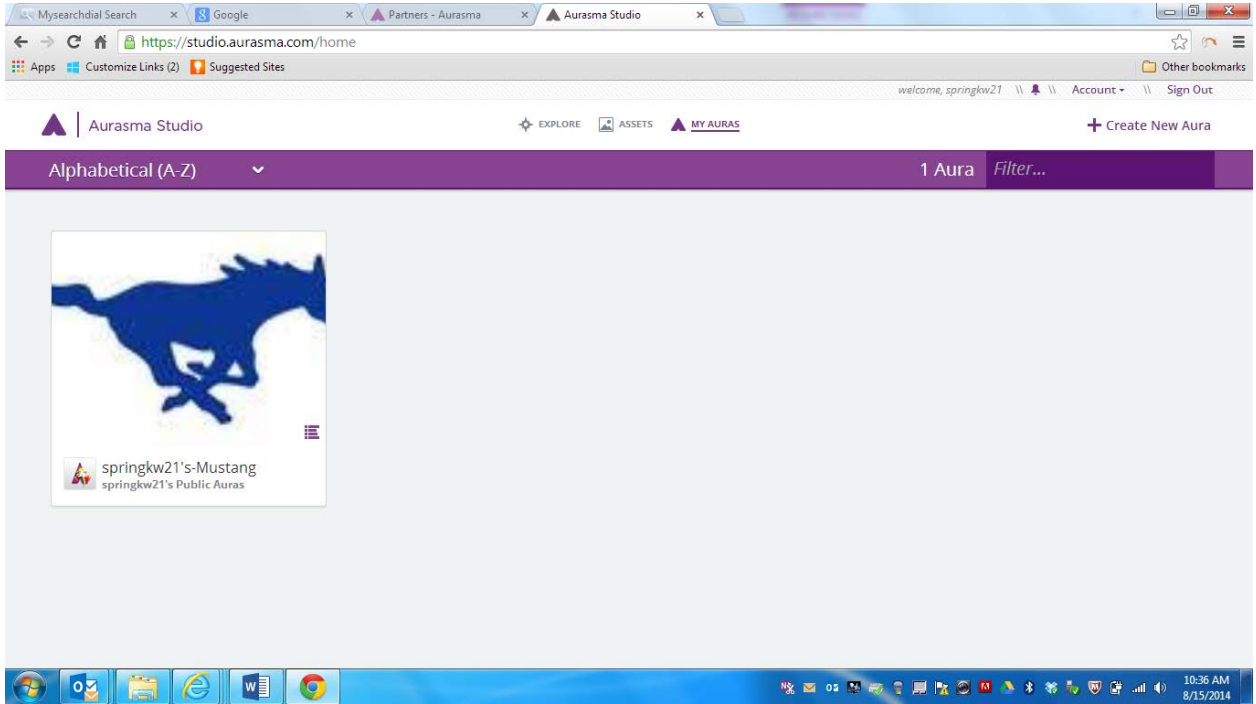 Mysearchdial Search
Google
Partners - Aurasma
Aurasma Studio
https://studio.aurasma.com/home
Apps
Customize Links (2)
Suggested Sites
Other bookmarks
welcome, springkw21 \\ \\ Account \\ Sign Out
Aurasma Studio
EXPLORE
ASSETS
MY AURAS
Create New Aura
Alphabetical (A-Z)
1 Aura
Filter...
springkw21's-Mustang
springkw21's Public Auras
10:36 AM
8/15/2014